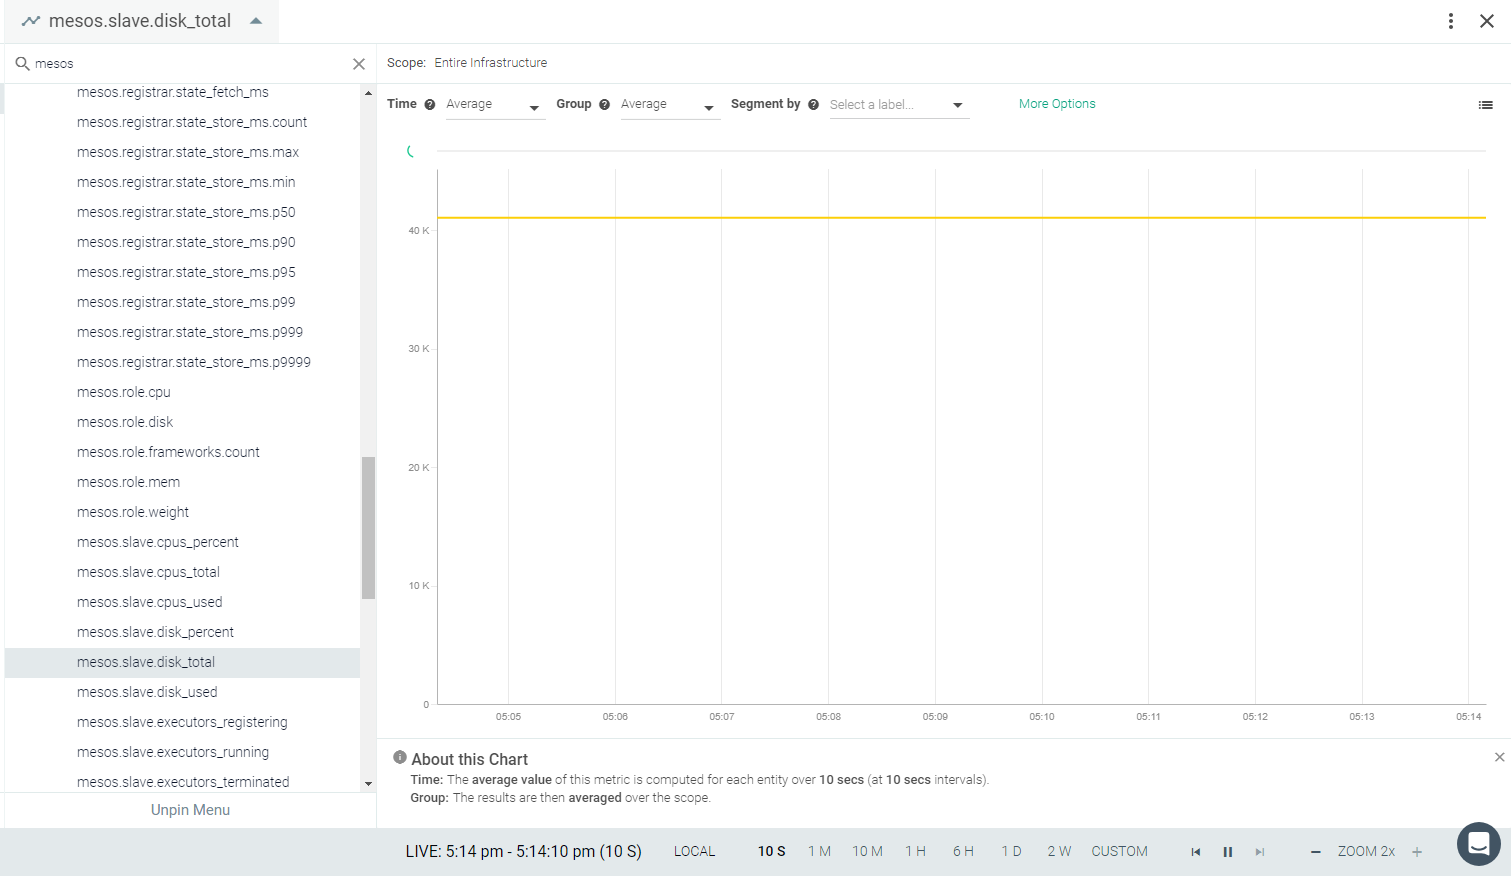 mesos.slave.disk_total
mesos
Scope: Entire Infrastructure
mesos.registrar.state_fetch_ms
mesos.registrar.state_store_ms.count
mesos.registrar.state_store_ms.max
mesos.registrar.state_store_ms.min
mesos.registrar.state_store_ms.p50
mesos.registrar.state_store_ms.p90
mesos.registrar.state_store_ms.p95
mesos.registrar.state_store_ms.p99
mesos.registrar.state_store_ms.p999
mesos.registrar.state_store_ms.p9999
mesos.role.cpu
mesos.role.disk
mesos.role.frameworks.count
mesos.role.mem
mesos.role.weight
mesos.slave.cpus_percent
mesos.slave.cpus_total
mesos.slave.cpus_used
mesos.slave.disk_percent
mesos.slave.disk_total
mesos.slave.disk_used
mesos.slave.executors_registering
mesos.slave.executors_running
mesos.slave.executors_terminated
Unpin Menu
Time ? Average Group ? Average Segment by ? Select a label... More Options
40 K
30 K
20 K
10 K
0
05:05 05:06 05:07 05:08 05:09 05:10 05:11 05:12 05:13 05:14
About this Chart
Time: The average value of this metric is computed for each entity over 10 secs (at 10 secs intervals).
Group: The results are then averaged over the scope.
LIVE: 5:14 pm - 5:14:10 pm (10 S) LOCAL 10 S 1 M 10 M 1 H 6 H 1 D 2 W CUSTOM − ZOOM 2x +